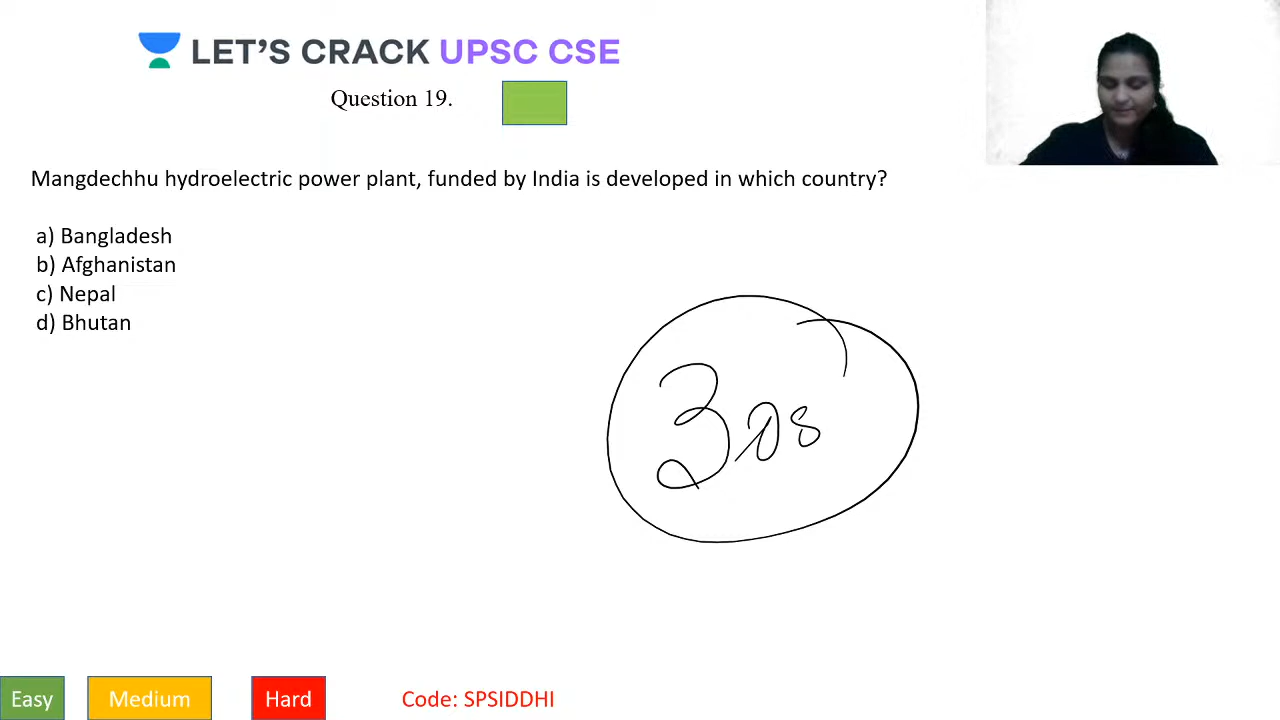 LET'S CRACK UPSC CSE
Question 19.
Mangdechhu hydroelectric power plant, funded by India is developed in which country?
a) Bangladesh
b) Afghanistan
c) Nepal
d) Bhutan
Easy
Medium
Hard
Code: SPSIDDHI